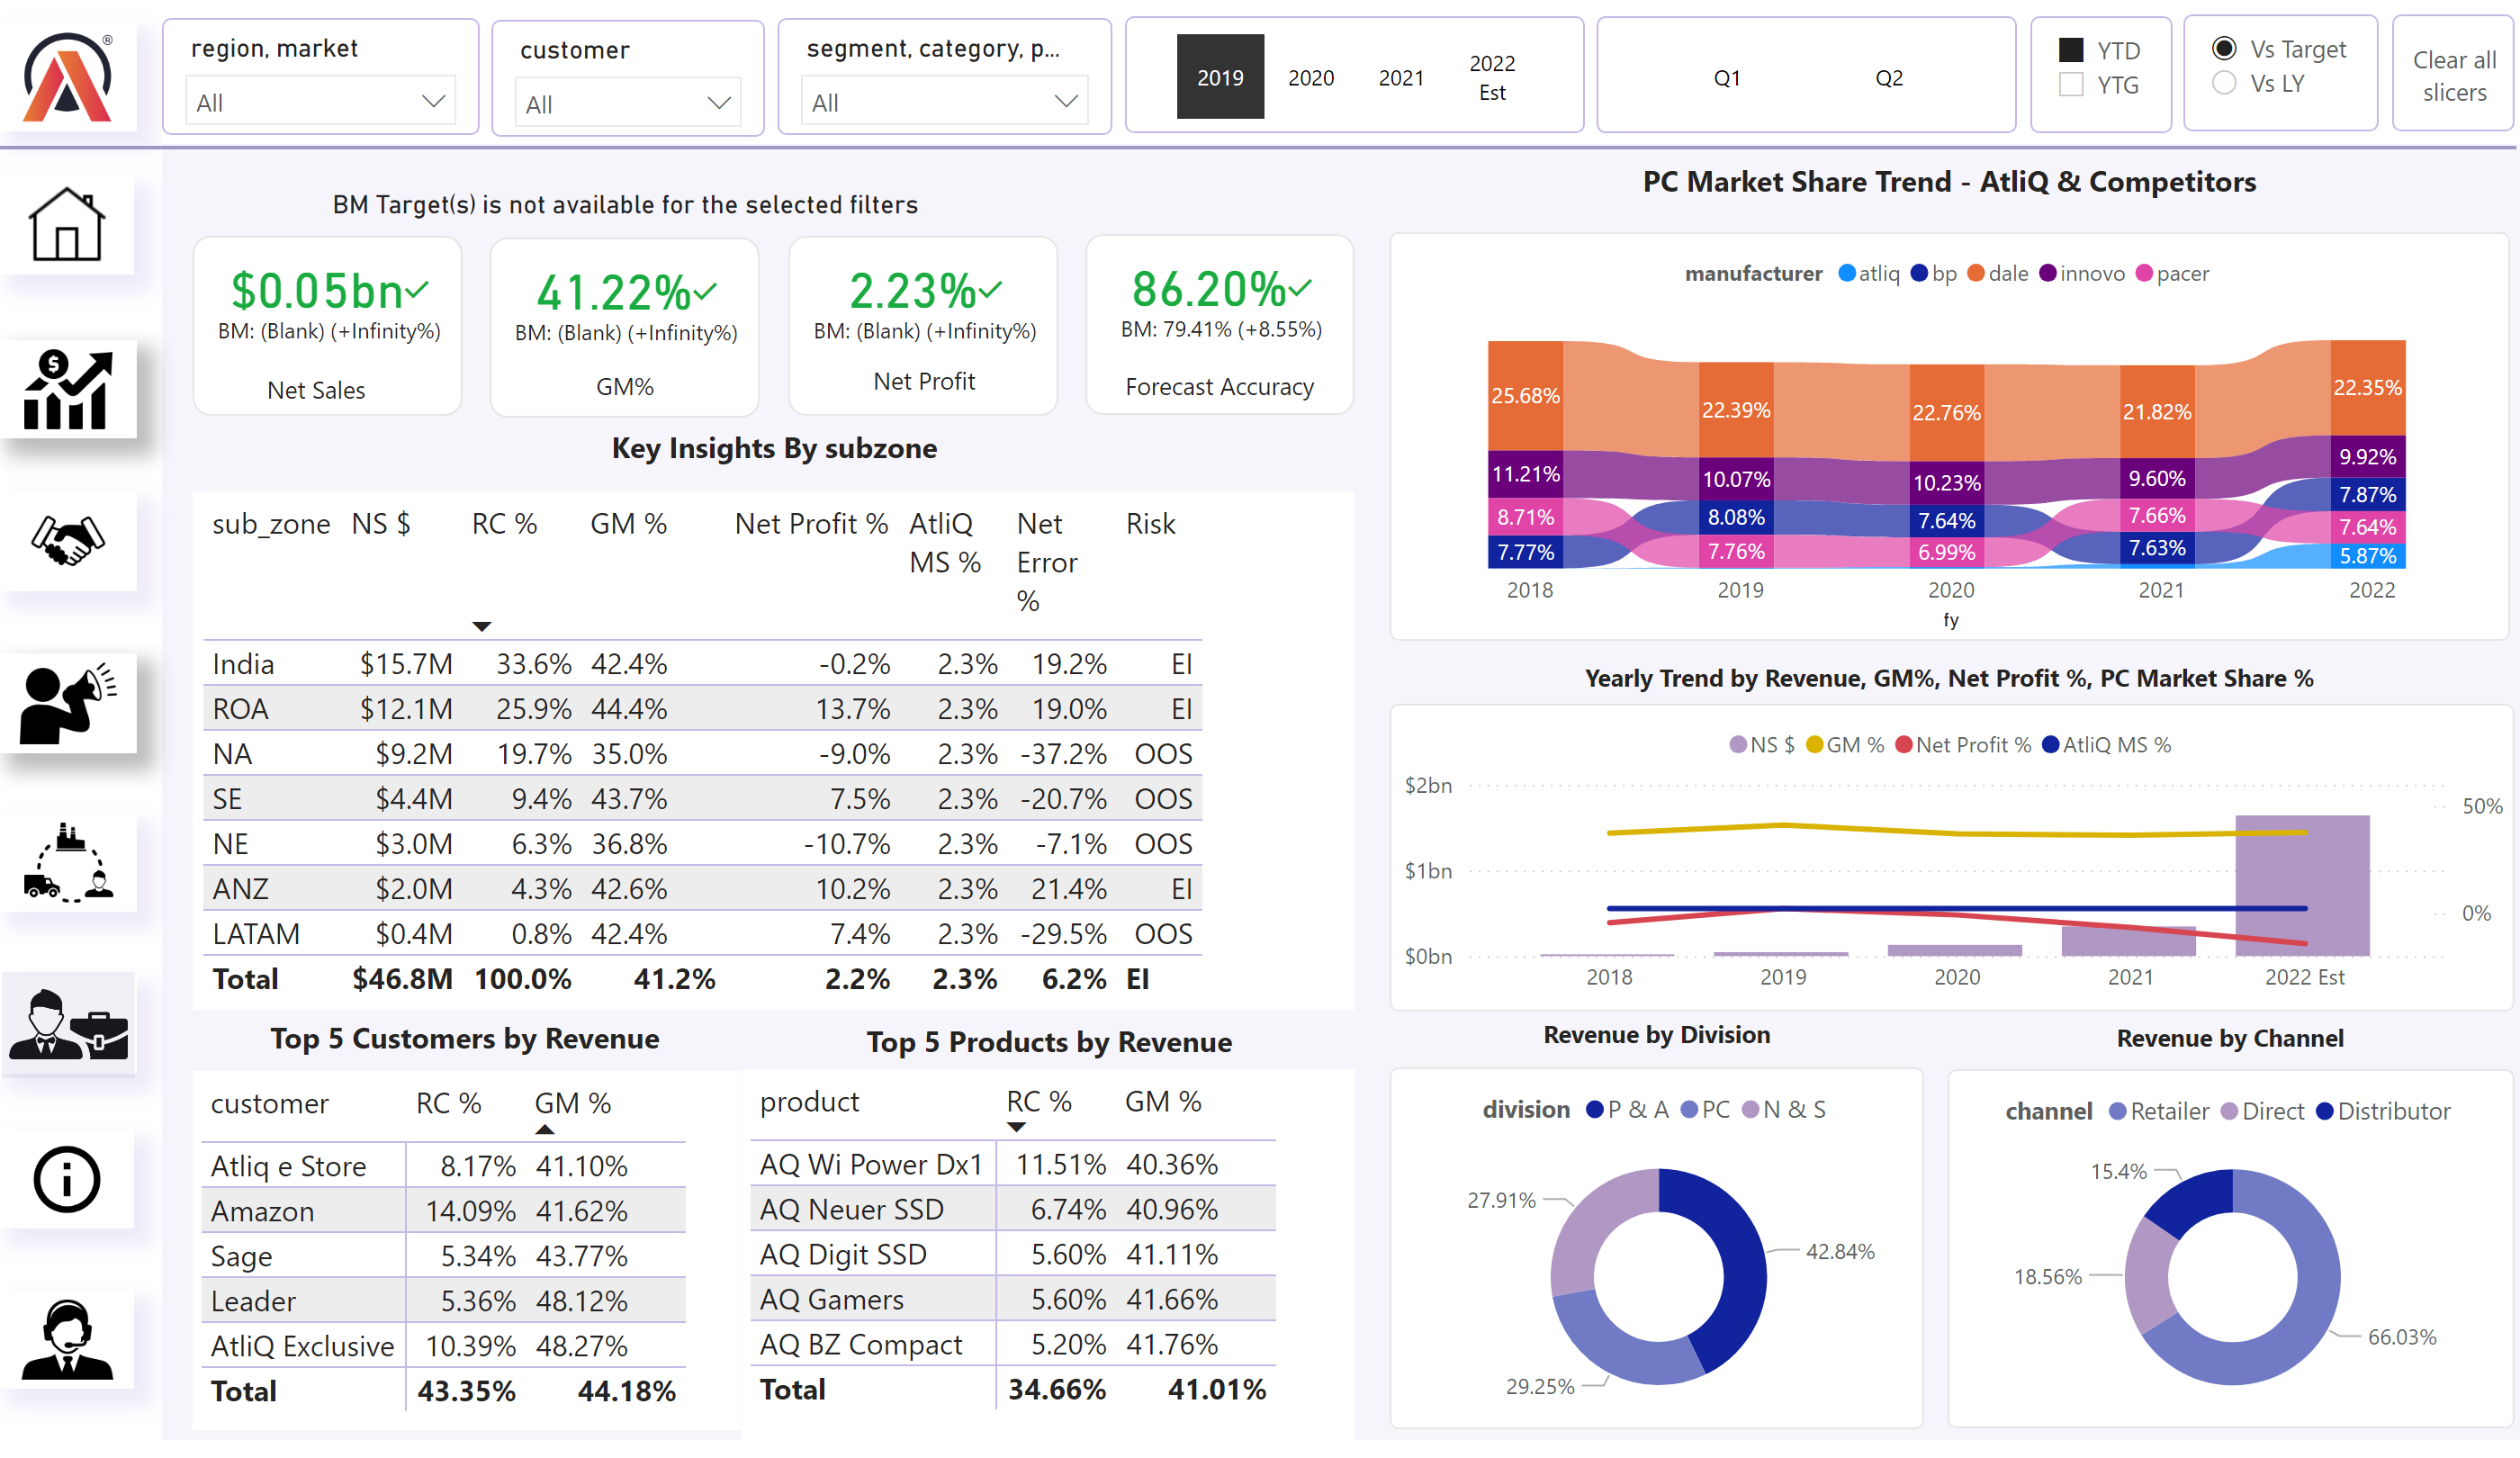 ®
region, market
All
customer
All
segment, category, p...
All
2019
2020
2021
2022
Est
Q1
Q2
YTD
YTG
Vs Target
Vs LY
Clear all
slicers
BM Target(s) is not available for the selected filters
$0.05bn
BM: (Blank) (+Infinity%)
Net Sales
41.22%
BM: (Blank) (+Infinity%)
GM%
2.23%
BM: (Blank) (+Infinity%)
Net Profit
86.20%
BM: 79.41% (+8.55%)
Forecast Accuracy
Key Insights By subzone
sub_zone NS $ RC % GM % Net Profit % AtliQ MS % Net Error % Risk
India $15.7M 33.6% 42.4% -0.2% 2.3% 19.2% EI
ROA $12.1M 25.9% 44.4% 13.7% 2.3% 19.0% EI
NA $9.2M 19.7% 35.0% -9.0% 2.3% -37.2% OOS
SE $4.4M 9.4% 43.7% 7.5% 2.3% -20.7% OOS
NE $3.0M 6.3% 36.8% -10.7% 2.3% -7.1% OOS
ANZ $2.0M 4.3% 42.6% 10.2% 2.3% 21.4% EI
LATAM $0.4M 0.8% 42.4% 7.4% 2.3% -29.5% OOS
Total $46.8M 100.0% 41.2% 2.2% 2.3% 6.2% EI
Top 5 Customers by Revenue
customer RC % GM %
Atliq e Store 8.17% 41.10%
Amazon 14.09% 41.62%
Sage 5.34% 43.77%
Leader 5.36% 48.12%
AtliQ Exclusive 10.39% 48.27%
Total 43.35% 44.18%
Top 5 Products by Revenue
product RC % GM %
AQ Wi Power Dx1 11.51% 40.36%
AQ Neuer SSD 6.74% 40.96%
AQ Digit SSD 5.60% 41.11%
AQ Gamers 5.60% 41.66%
AQ BZ Compact 5.20% 41.76%
Total 34.66% 41.01%
PC Market Share Trend - AtliQ & Competitors
manufacturer atliq bp dale innovo pacer
25.68% 22.39% 22.76% 21.82% 22.35%
11.21% 10.07% 10.23% 9.60% 9.92%
8.71% 8.08% 7.64% 7.66% 7.87%
7.77% 7.76% 6.99% 7.63% 7.64%
5.87%
2018 2019 2020 2021 2022
fy
Yearly Trend by Revenue, GM%, Net Profit %, PC Market Share %
NS $ GM % Net Profit % AtliQ MS %
$2bn
50%
$1bn
0%
$0bn
2018 2019 2020 2021 2022 Est
Revenue by Division
division P & A PC N & S
27.91%
42.84%
29.25%
Revenue by Channel
channel Retailer Direct Distributor
15.4%
18.56%
66.03%
$
i